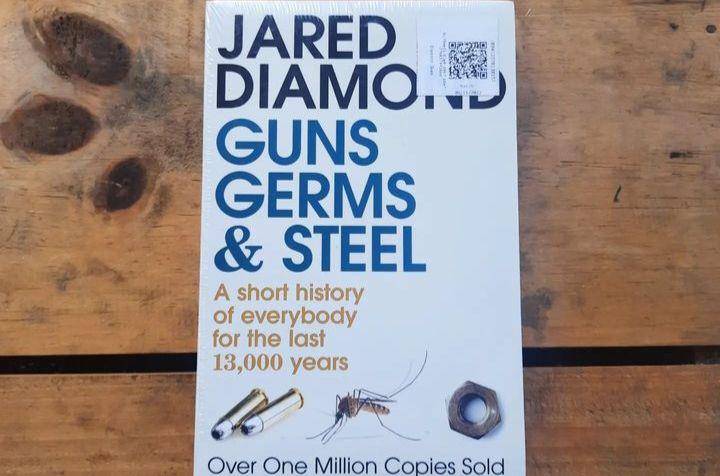 JARED
DIAMOND
GUNS
GERMS
& STEEL
A short history
of everybody
for the last
13,000 years
Over One Million Copies Sold